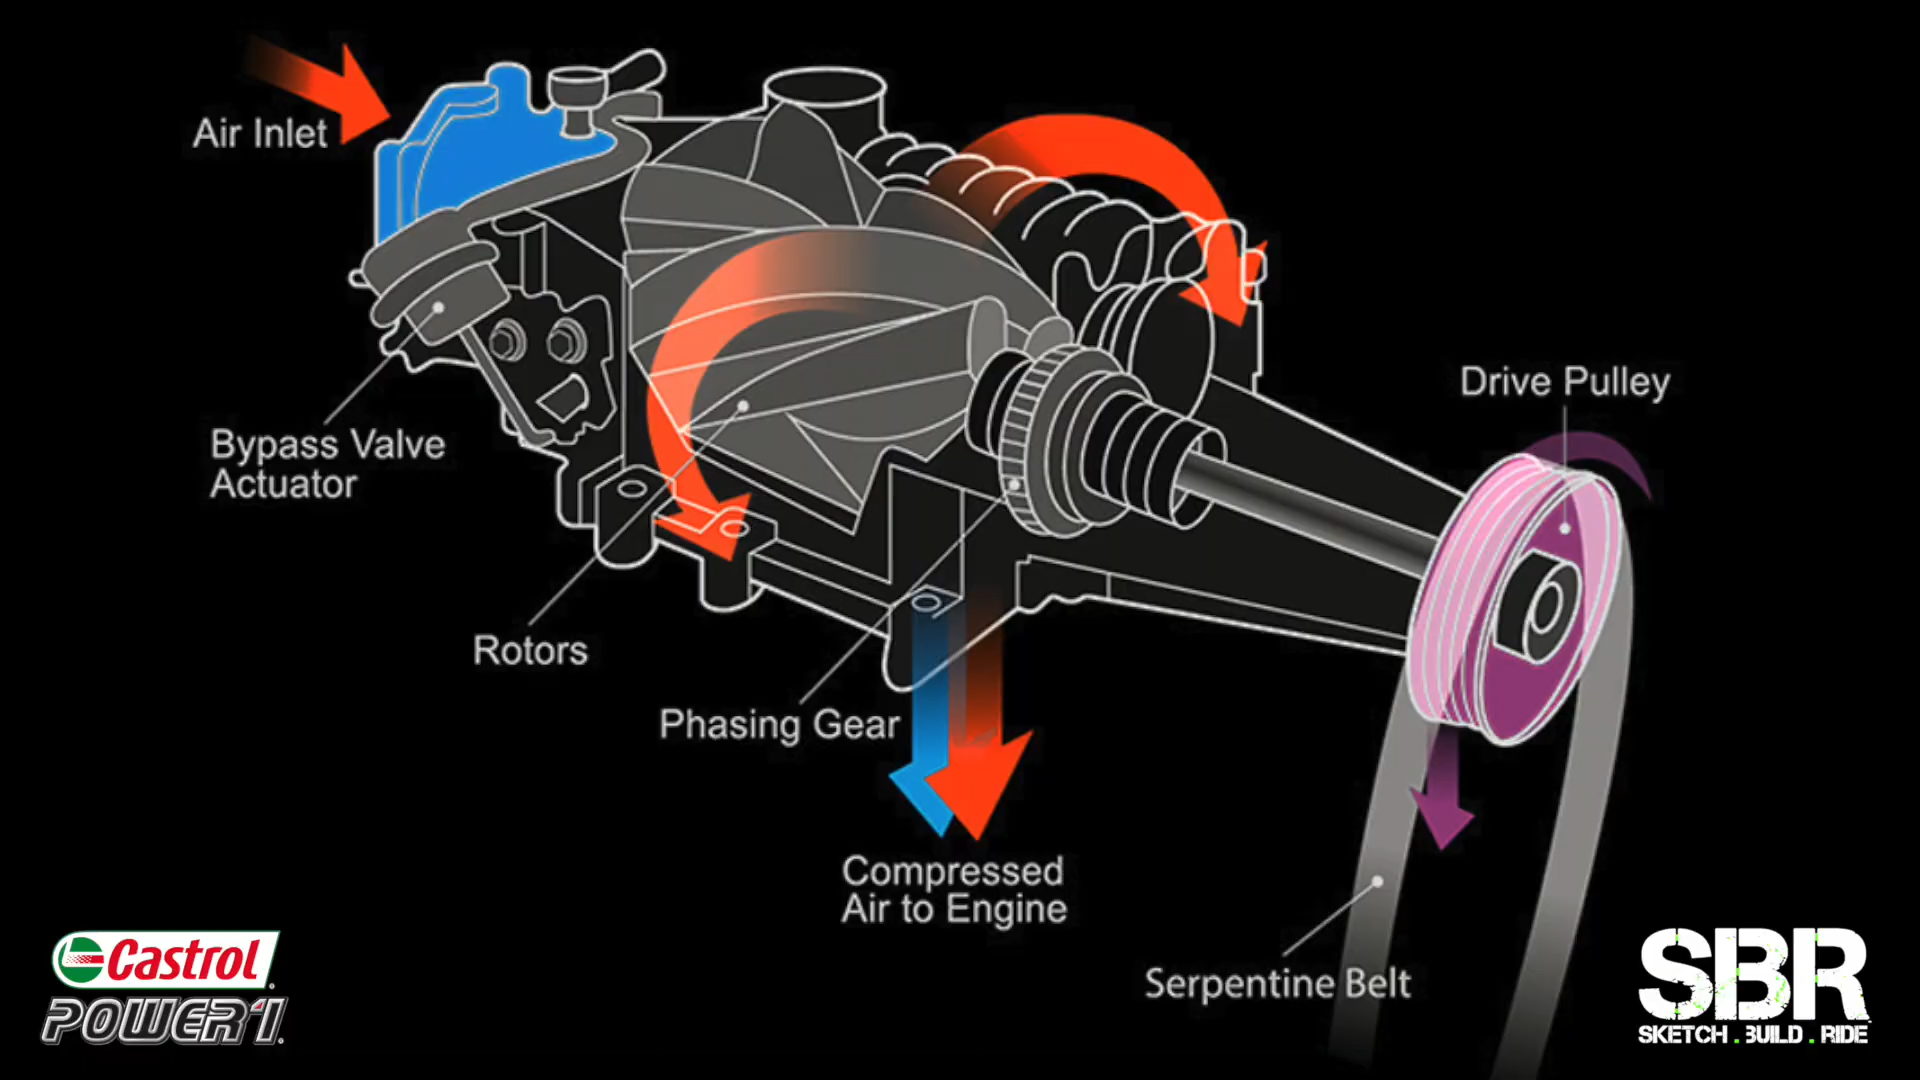 Air Inlet
Drive Pulley
Bypass Valve
Actuator
Rotors
Phasing Gear
Compressed
Air to Engine
Serpentine Belt
Castrol
POWER1
SBR
SKETCH . BUILD . RIDE